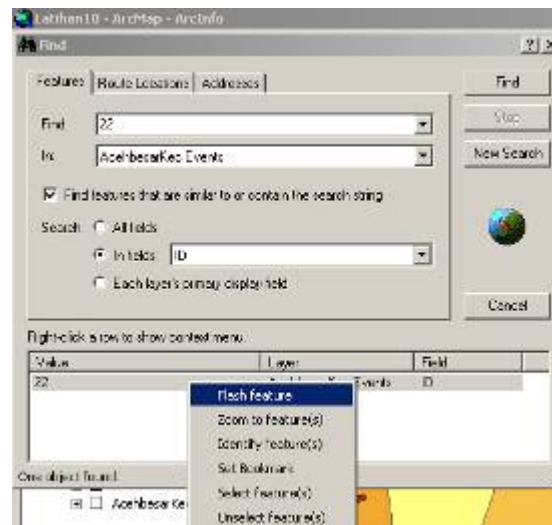 Latihan10 - ArcMap - ArcInfo
Find
Features Route Locations Addresses
Find
Find: 22
Stop
In: AcehbesarKec Events
New Search
Find features that are similar to or contain the search string
Search: All fields
In fields: ID
Each layer's primary display field
Cancel
Right-click a row to show context menu.
Value Layer Field
22 Events ID
Flash feature
Zoom to feature(s)
Identify feature(s)
Set Bookmark
One object found
Select feature(s)
Acehbesar Ke
Unselect feature(s)